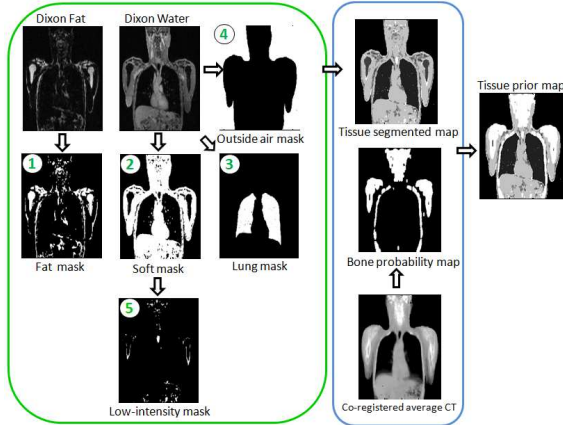 Dixon Fat
Dixon Water
4
Outside air mask
Tissue segmented map
Tissue prior map
1
2
3
Fat mask
Soft mask
Lung mask
Bone probability map
5
Low-intensity mask
Co-registered average CT